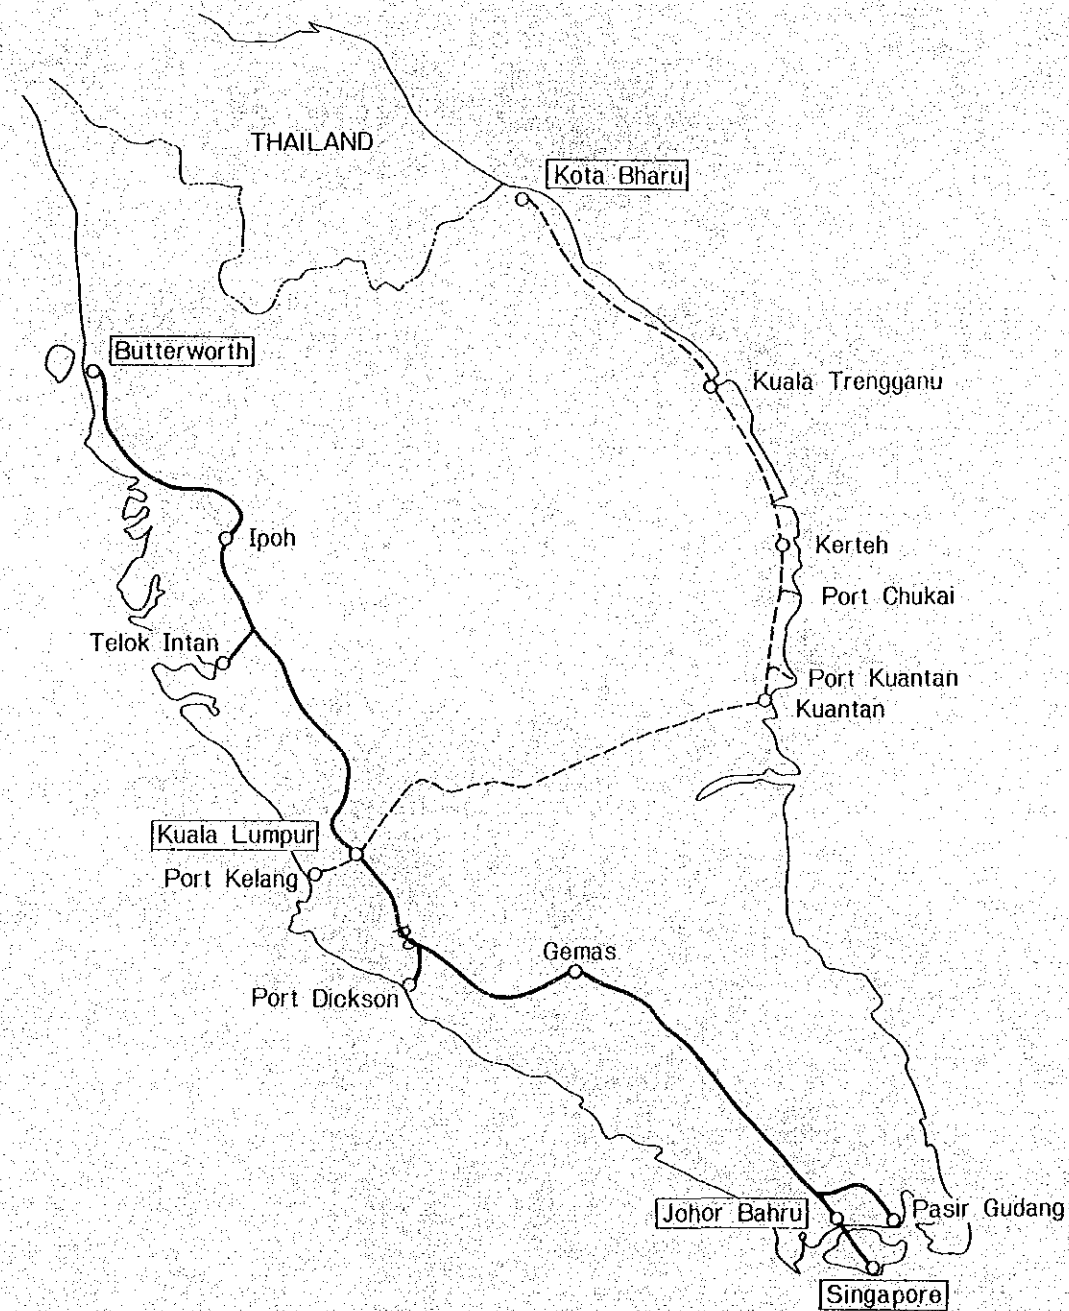 THAILAND
Kota Bharu
Butterworth
Kuala Trengganu
Ipoh
Kerteh
Port Chukai
Telok Intan
Port Kuantan
Kuantan
Kuala Lumpur
Port Kelang
Gemas
Port Dickson
Johor Bahru
Pasir Gudang
Singapore